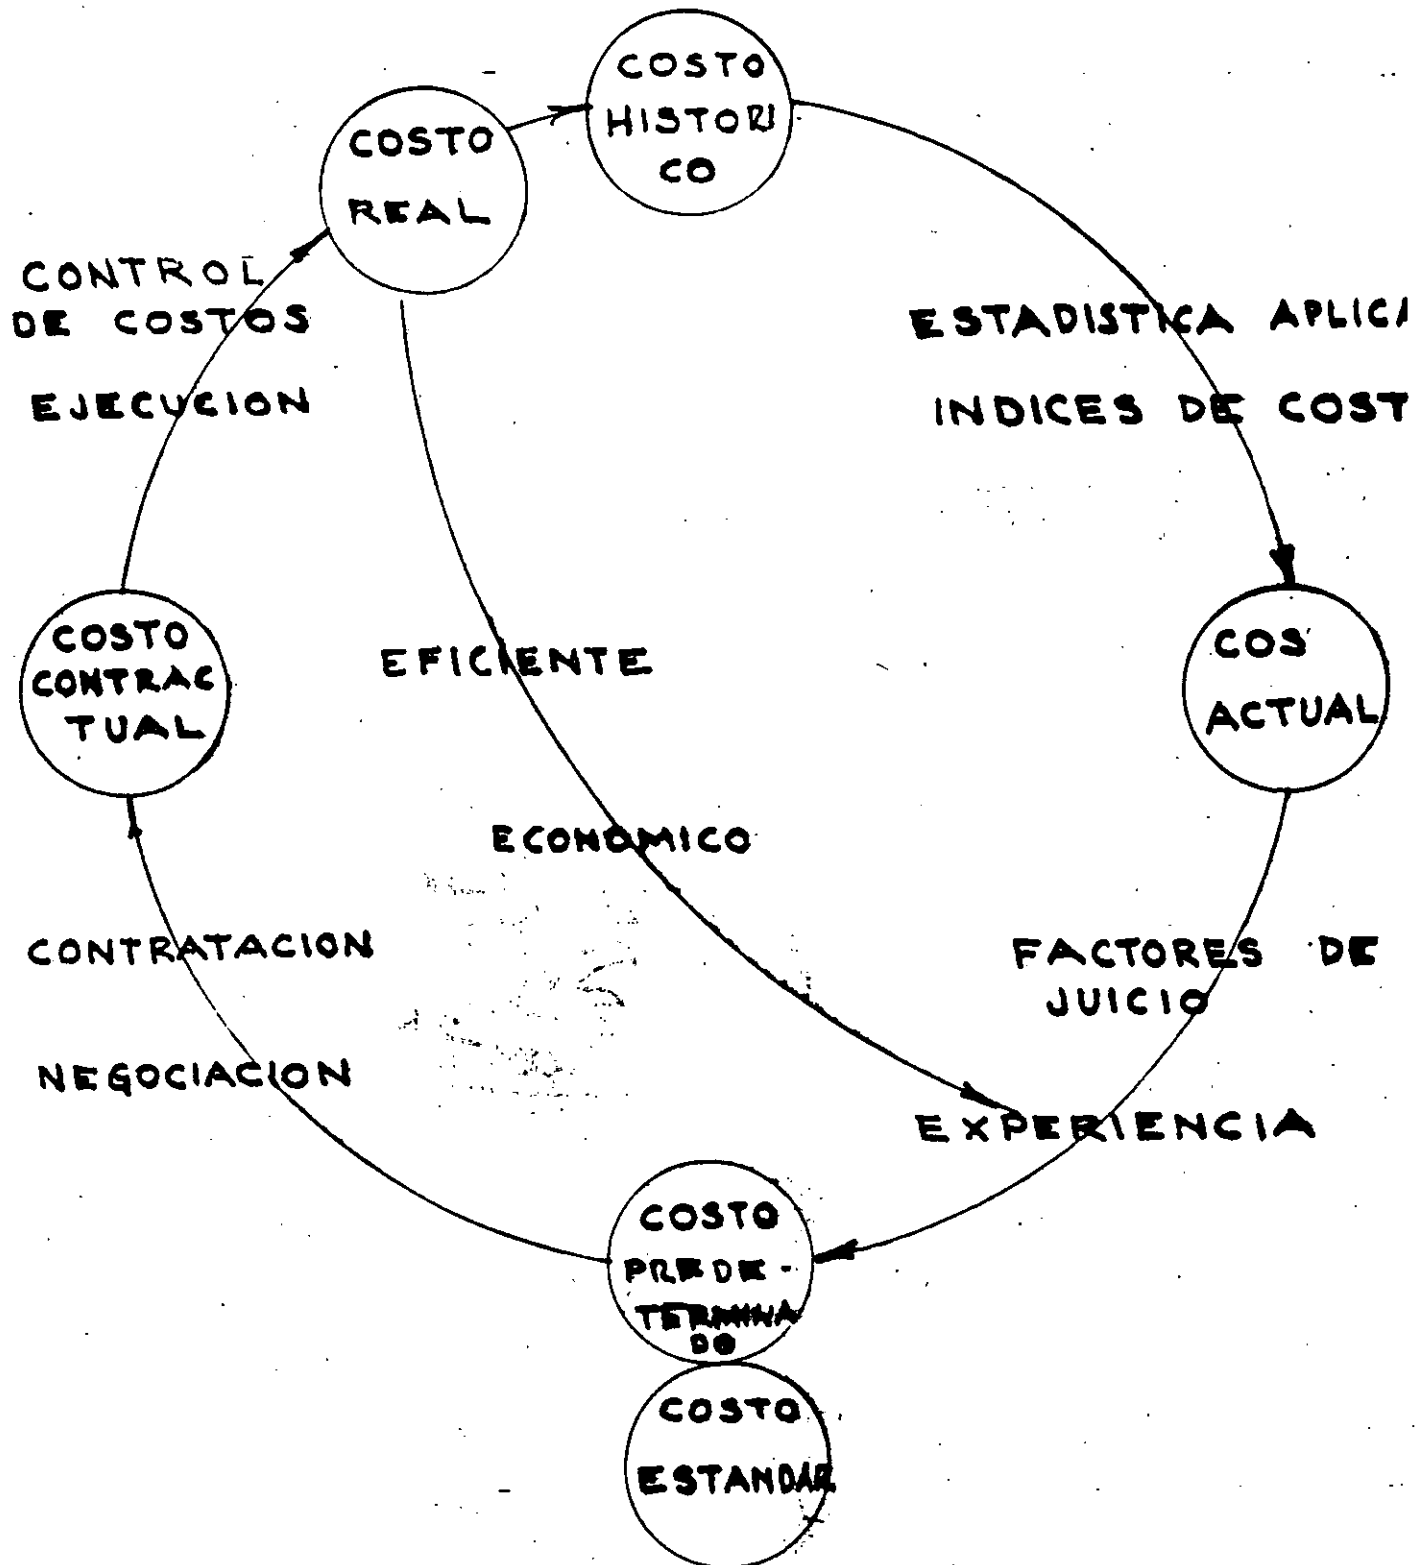 COSTO
HISTORI
CO
COSTO
REAL
CONTROL
DE COSTOS
EJECUCION
ESTADISTICA APLICA
INDICES DE COST
COSTO
CONTRAC
TUAL
EFICIENTE
COS
ACTUAL
ECONOMICO
CONTRATACION
FACTORES DE
JUICIO
NEGOCIACION
EXPERIENCIA
COSTO
PREDE-
TERMINA
DO
COSTO
ESTANDAR